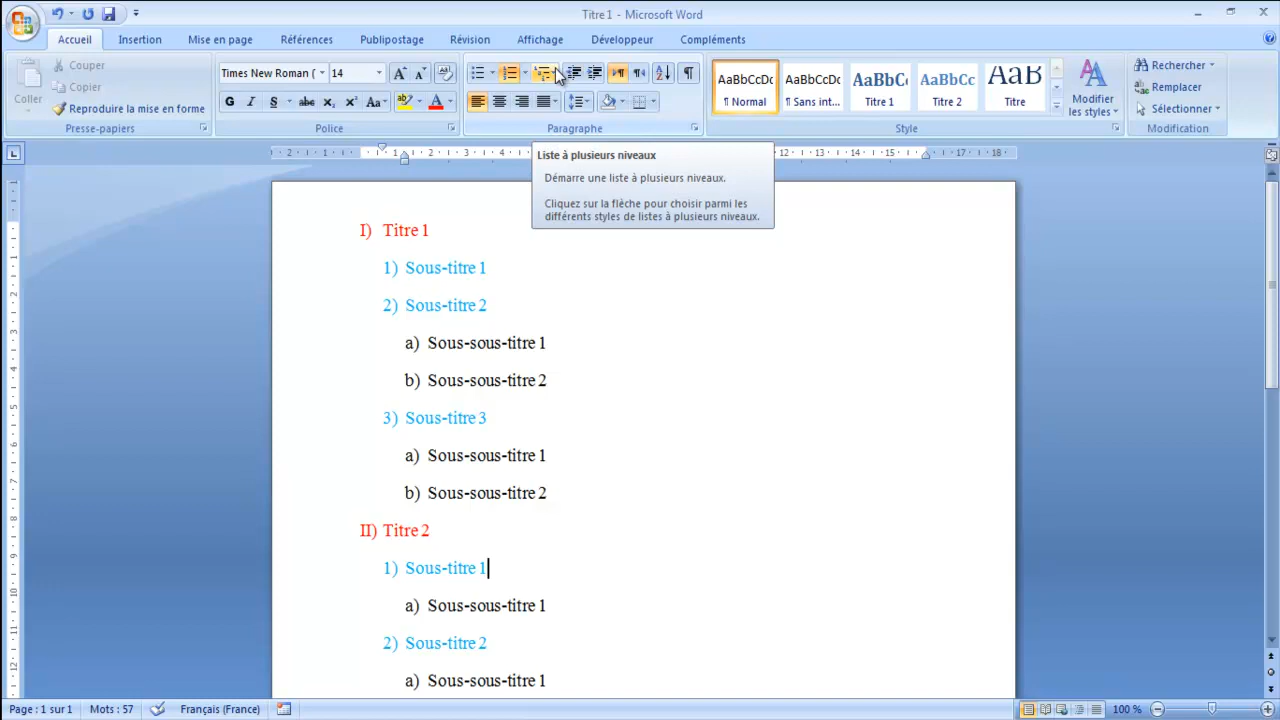 Titre 1 - Microsoft Word
Accueil Insertion Mise en page Références Publipostage Révision Affichage Développeur Compléments
Coller
Couper
Copier
Reproduire la mise en forme
Presse-papiers
Times New Roman ( 14
G I S abc x₂ x² Aa
Police
Paragraphe
AaBbCcDc AaBbCcDc AaBbC AaBbCc AaB
¶ Normal ¶ Sans int... Titre 1 Titre 2 Titre
Modifier
les styles
Style
Rechercher
Remplacer
Sélectionner
Modification
Liste à plusieurs niveaux
Démarre une liste à plusieurs niveaux.
Cliquez sur la flèche pour choisir parmi les
différents styles de listes à plusieurs niveaux.
I) Titre 1
1) Sous-titre 1
2) Sous-titre 2
a) Sous-sous-titre 1
b) Sous-sous-titre 2
3) Sous-titre 3
a) Sous-sous-titre 1
b) Sous-sous-titre 2
II) Titre 2
1) Sous-titre 1
a) Sous-sous-titre 1
2) Sous-titre 2
a) Sous-sous-titre 1
Page : 1 sur 1 Mots : 57 Français (France) 100 %